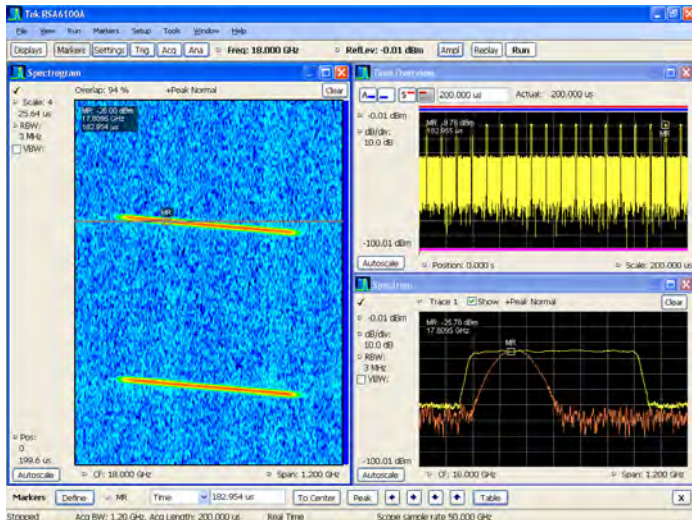 Tek RSA6100A
File View Run Markers Setup Tools Window Help
Displays Markers Settings Trig Acq Ana Freq: 18.000 GHz RefLev: -0.01 dBm Ampl Replay Run
Spectrogram
Overlap: 94 % +Peak Normal Clear
Scale: 4
25.64 us
RBW:
3 MHz
VBW:
MR: -26.00 dBm
17.8095 GHz
182.954 us
MR
Pos:
0
199.6 us
Autoscale CF: 18.000 GHz Span: 1.200 GHz
Time Overview
200.000 us Actual: 200.000 us
-0.01 dBm
dB/div:
10.0 dB
MR: -9.78 dBm
182.955 us
MR
-100.01 dBm
Autoscale Position: 0.000 s Scale: 200.000 us
Spectrum
Trace 1 Show +Peak Normal Clear
-0.01 dBm
dB/div:
10.0 dB
RBW:
3 MHz
VBW:
MR: -25.78 dBm
17.8095 GHz
MR
-100.01 dBm
Autoscale CF: 18.000 GHz Span: 1.200 GHz
Markers Define MR Time 182.954 us To Center Peak Table X
Stopped Acq BW: 1.20 GHz, Acq Length: 200.000 us Real Time Scope sample rate 50.000 GHz